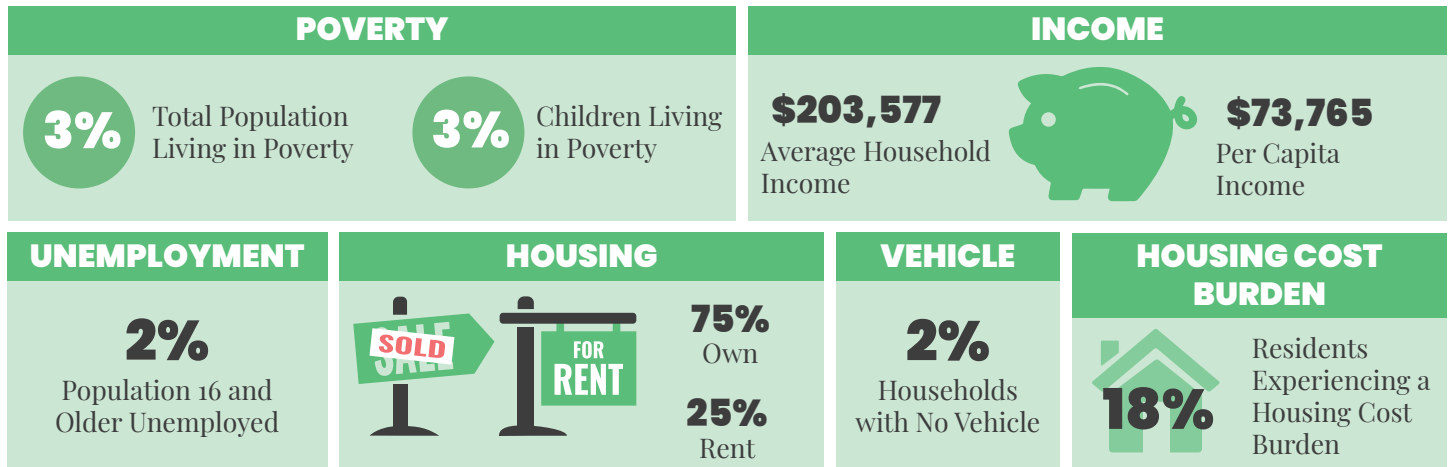 POVERTY
3%
Total Population
Living in Poverty
3%
Children Living
in Poverty
INCOME
$203,577
Average Household
Income
$73,765
Per Capita
Income
UNEMPLOYMENT
2%
Population 16 and
Older Unemployed
HOUSING
SALE
SOLD
FOR
RENT
75%
Own
25%
Rent
VEHICLE
2%
Households
with No Vehicle
HOUSING COST
BURDEN
18%
Residents
Experiencing a
Housing Cost
Burden